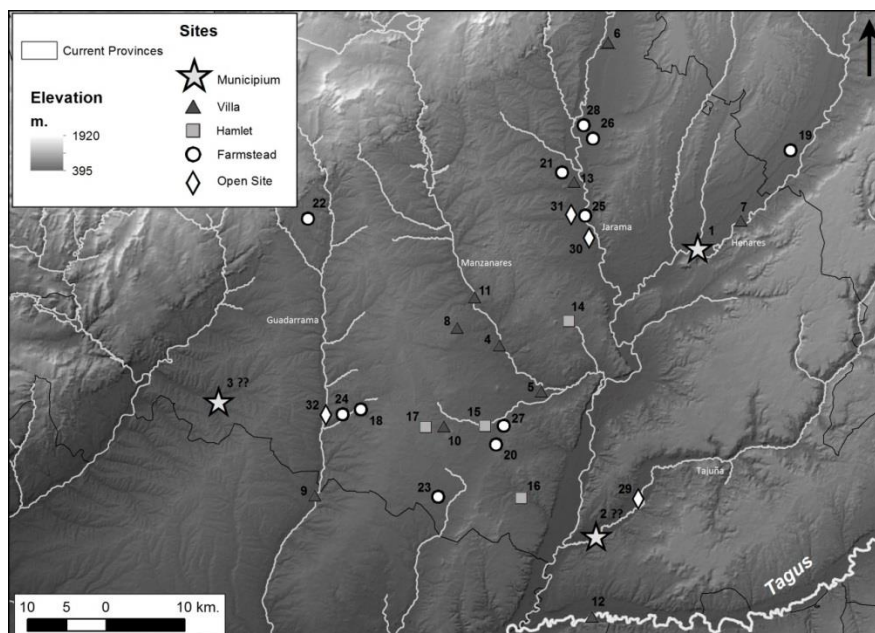 Current Provinces
Elevation
m.
1920
395
Sites
Municipium
Villa
Hamlet
Farmstead
Open Site
6
28
26
19
21
13
22
31
25
7
1
Jarama
Henares
30
Manzanares
11
14
Guadarrama
8
4
5
3 ??
24
32
18
17
15
27
10
20
Tajuña
9
23
16
29
2 ??
Tagus
12
10 5 0 10 km.